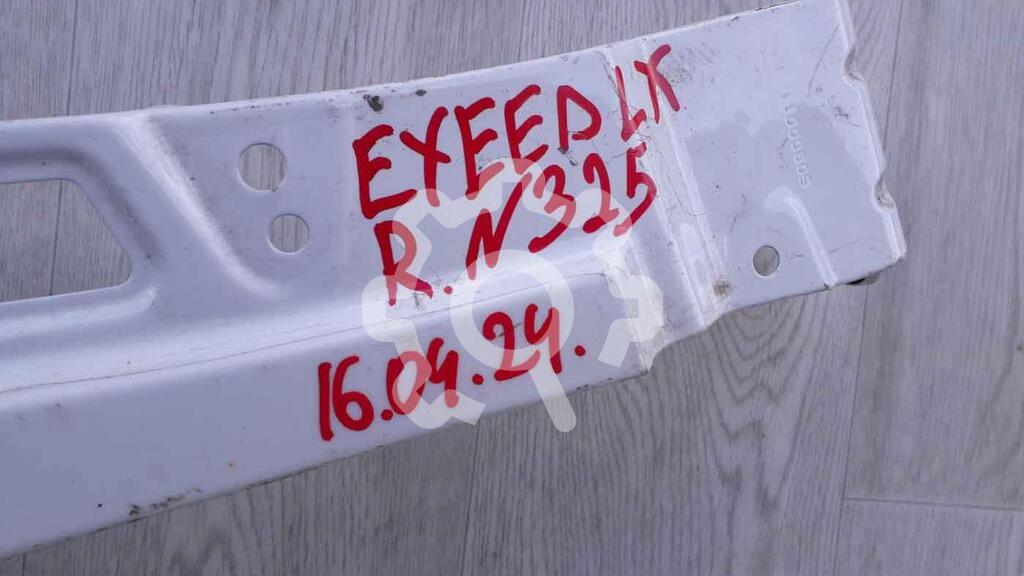 EXEED LX
R.N325
16.04.24.